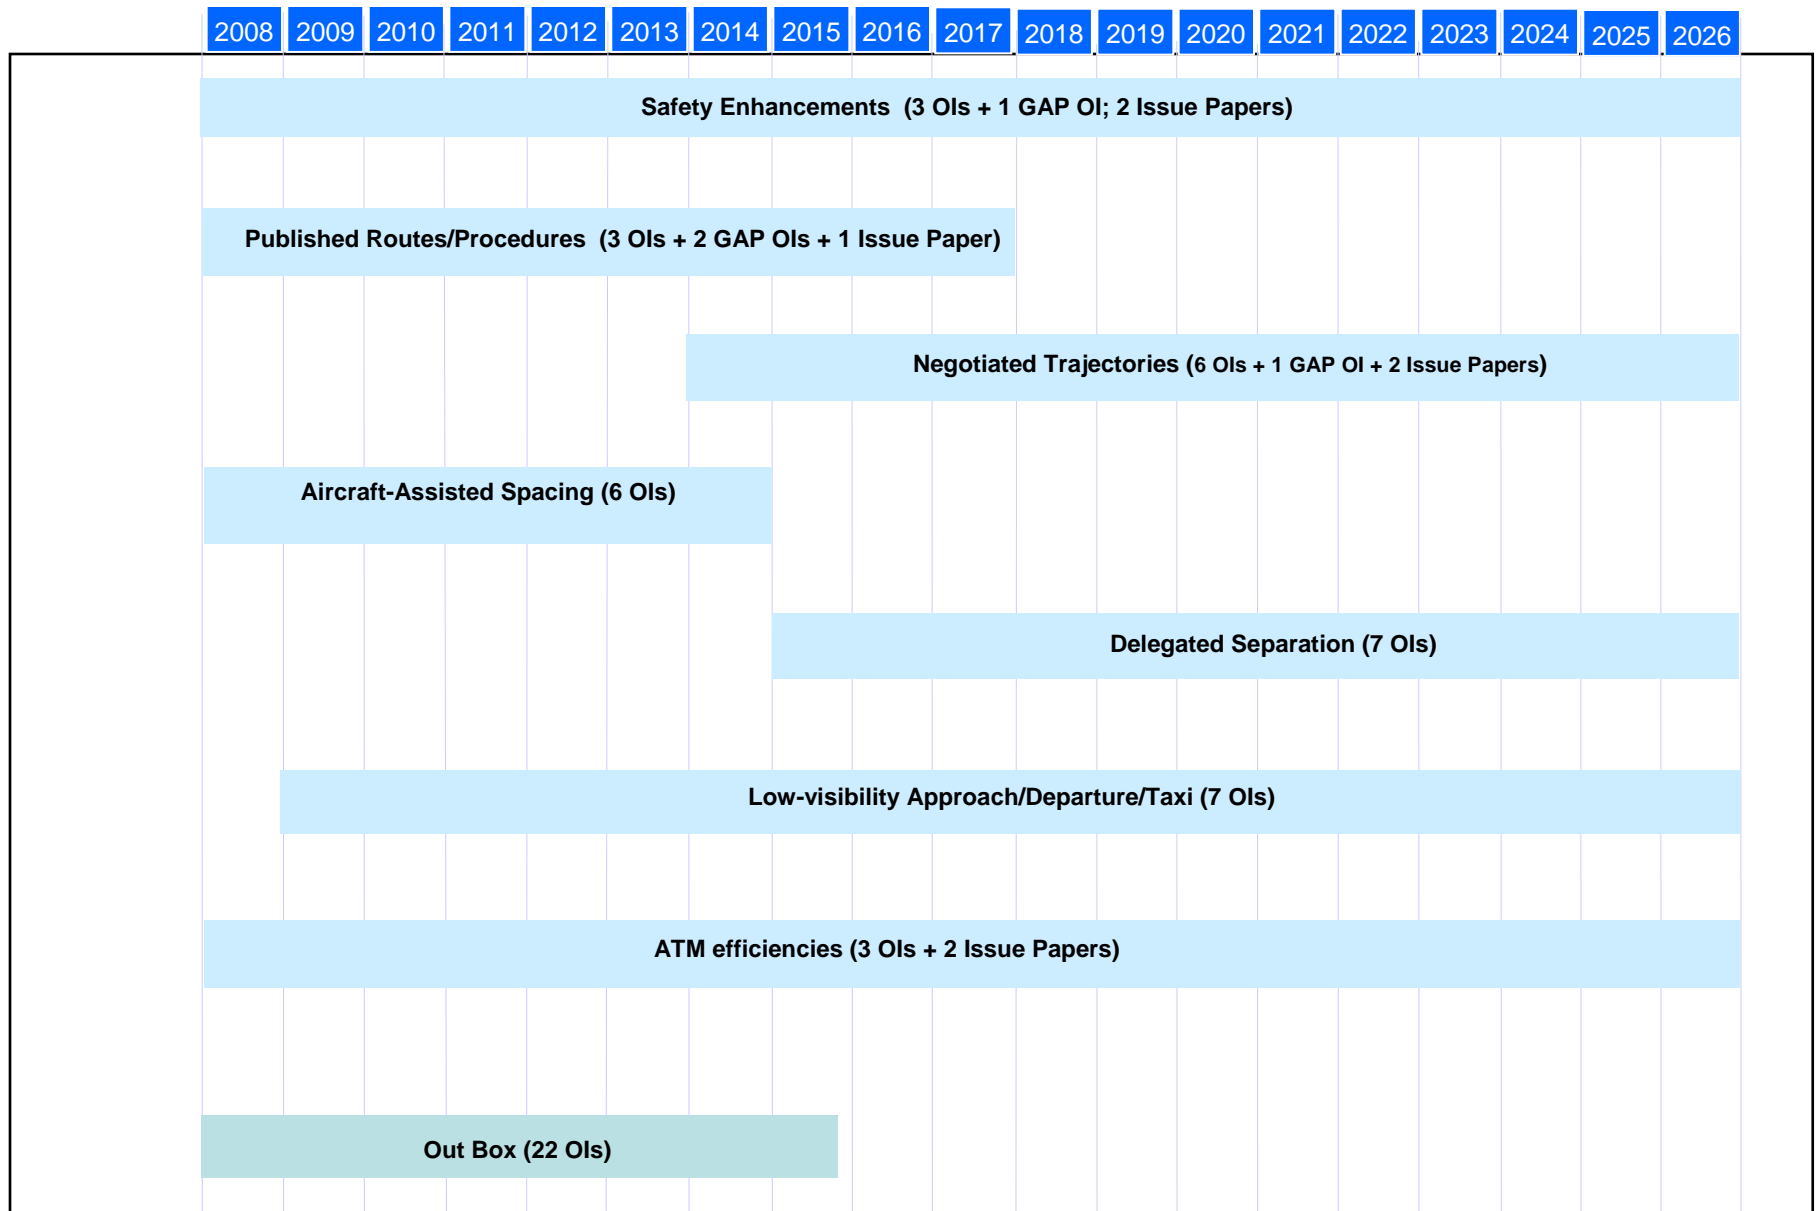 2008 2009 2010 2011 2012 2013 2014 2015 2016 2017 2018 2019 2020 2021 2022 2023 2024 2025 2026
Safety Enhancements (3 OIs + 1 GAP OI; 2 Issue Papers)
Published Routes/Procedures (3 OIs + 2 GAP OIs + 1 Issue Paper)
Negotiated Trajectories (6 OIs + 1 GAP OI + 2 Issue Papers)
Aircraft-Assisted Spacing (6 OIs)
Delegated Separation (7 OIs)
Low-visibility Approach/Departure/Taxi (7 OIs)
ATM efficiencies (3 OIs + 2 Issue Papers)
Out Box (22 OIs)